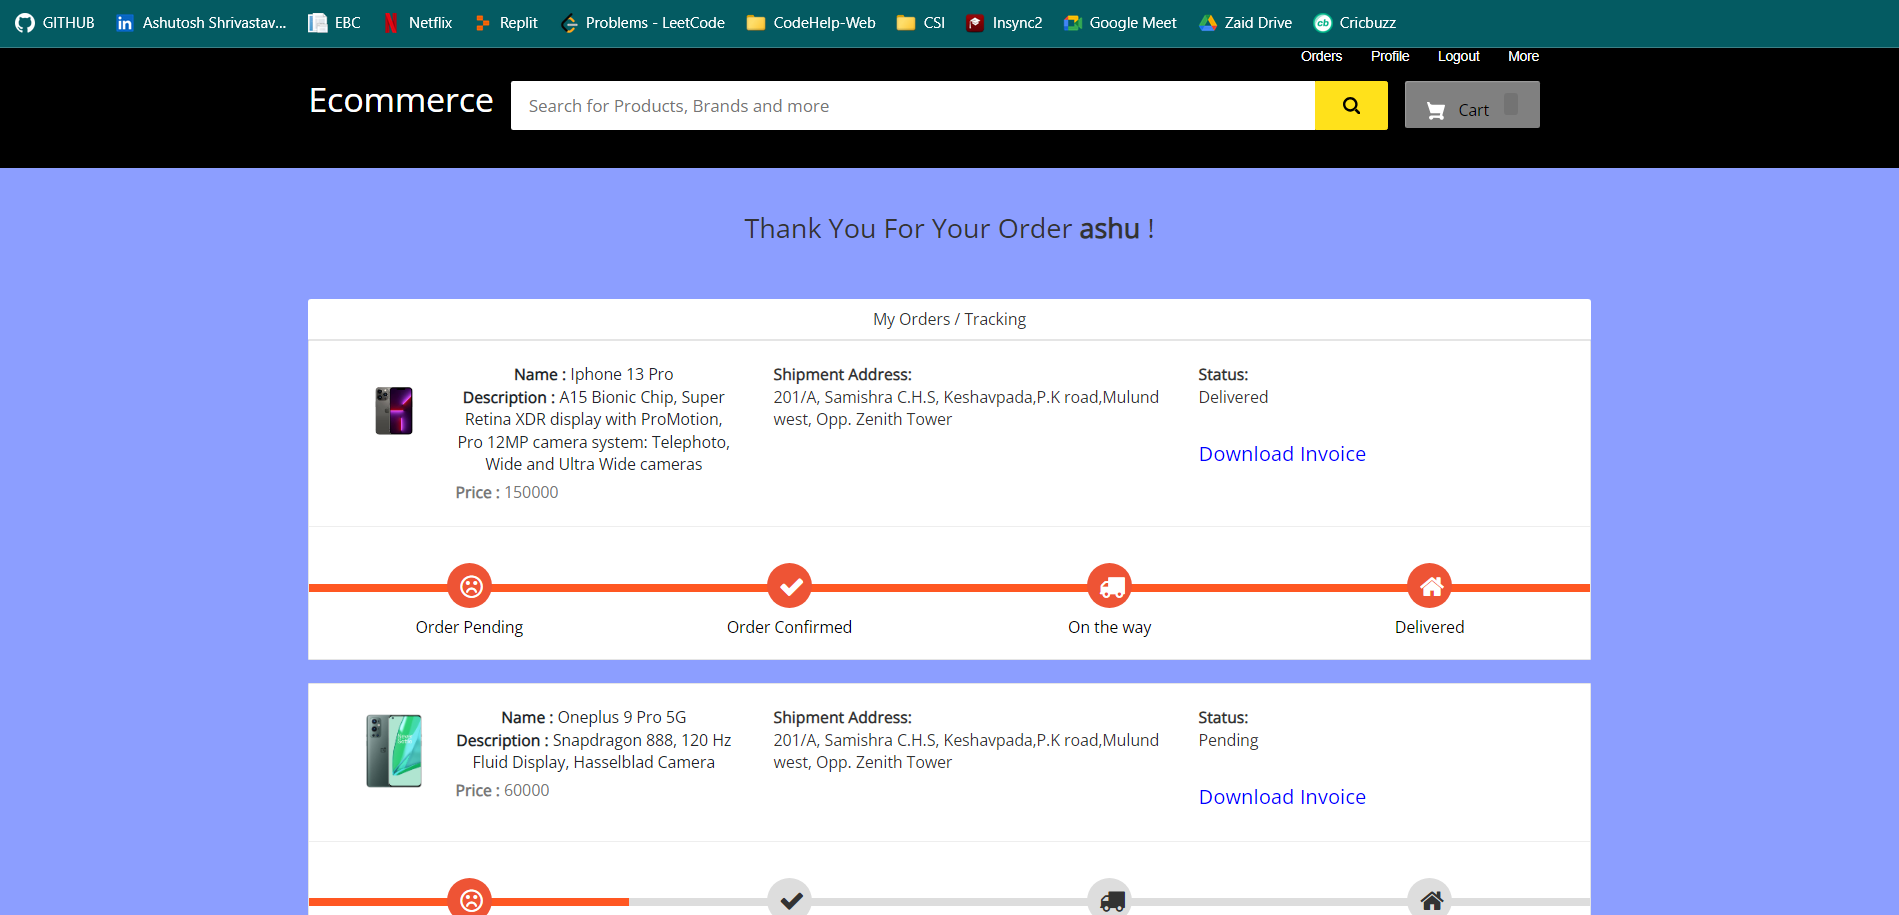 GITHUB Ashutosh Shrivastav... EBC Netflix Replit Problems - LeetCode CodeHelp-Web CSI Insync2 Google Meet Zaid Drive Cricbuzz
Orders Profile Logout More
Ecommerce Search for Products, Brands and more Cart
Thank You For Your Order ashu !
My Orders / Tracking
Name : Iphone 13 Pro
Description : A15 Bionic Chip, Super
Retina XDR display with ProMotion,
Pro 12MP camera system: Telephoto,
Wide and Ultra Wide cameras
Price : 150000
Shipment Address:
201/A, Samishra C.H.S, Keshavpada,P.K road,Mulund
west, Opp. Zenith Tower
Status:
Delivered
Download Invoice
Order Pending Order Confirmed On the way Delivered
Name : Oneplus 9 Pro 5G
Description : Snapdragon 888, 120 Hz
Fluid Display, Hasselblad Camera
Price : 60000
Shipment Address:
201/A, Samishra C.H.S, Keshavpada,P.K road,Mulund
west, Opp. Zenith Tower
Status:
Pending
Download Invoice